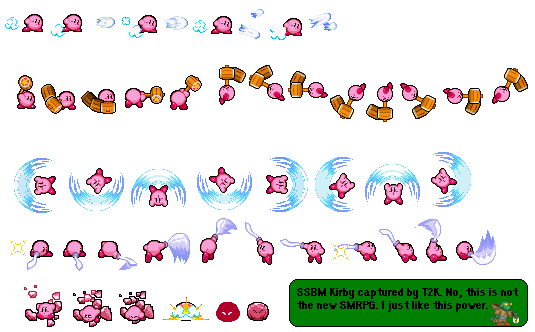 SSBM Kirby captured by T2K. No, this is not
the new SMRPG. I just like this power.